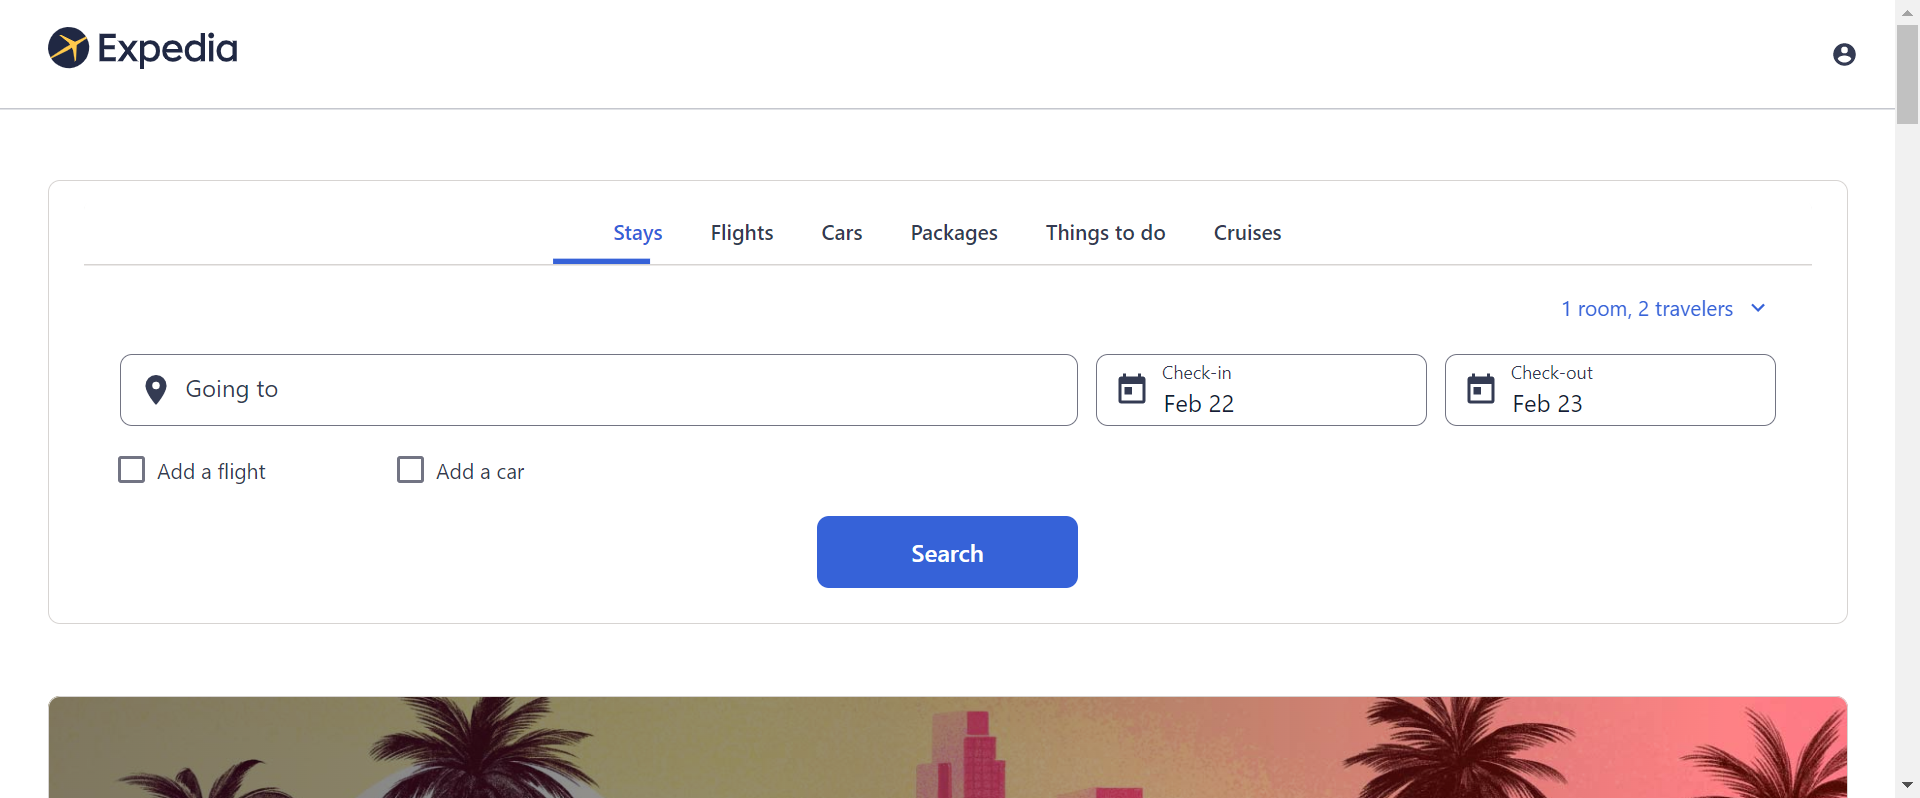 Expedia
Stays Flights Cars Packages Things to do Cruises
1 room, 2 travelers
Going to
Check-in
Feb 22
Check-out
Feb 23
Add a flight
Add a car
Search